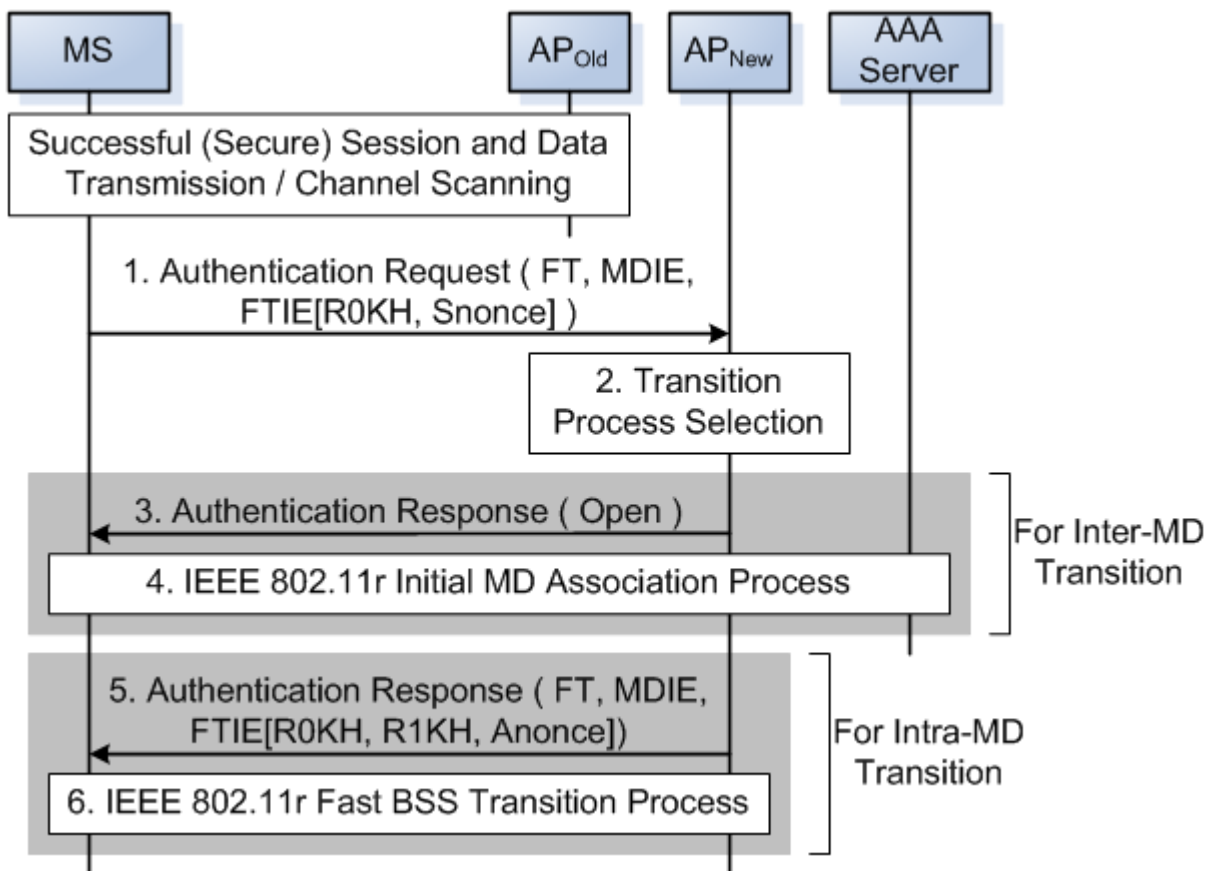 MS
APOld
APNew
AAA
Server
Successful (Secure) Session and Data
Transmission / Channel Scanning
1. Authentication Request ( FT, MDIE,
FTIE[R0KH, Snonce] )
2. Transition
Process Selection
3. Authentication Response ( Open )
4. IEEE 802.11r Initial MD Association Process
For Inter-MD
Transition
5. Authentication Response ( FT, MDIE,
FTIE[R0KH, R1KH, Anonce])
6. IEEE 802.11r Fast BSS Transition Process
For Intra-MD
Transition